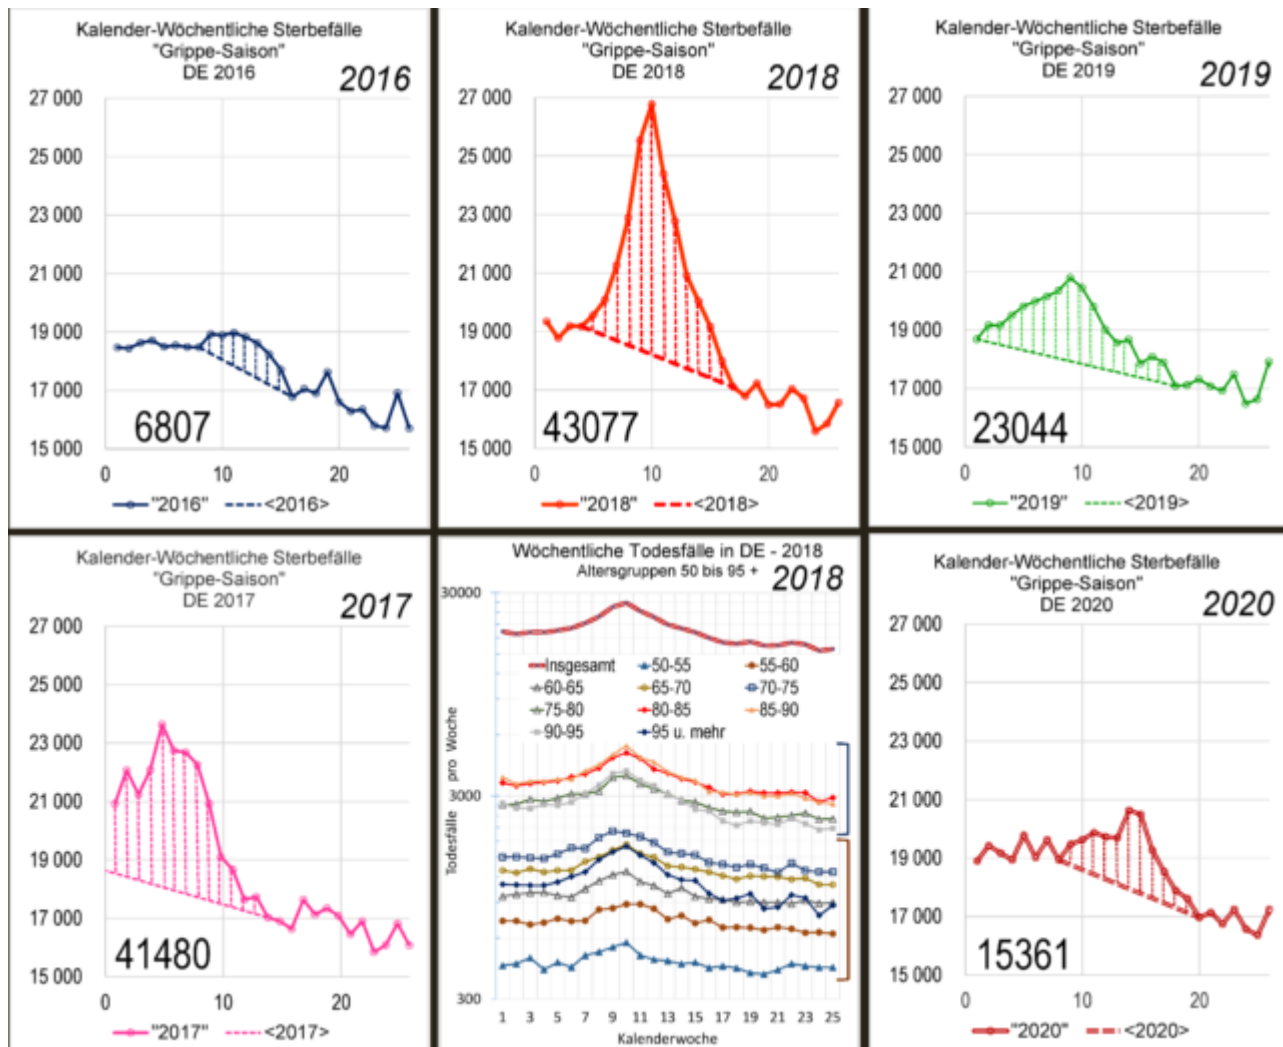 Kalender-Wöchentliche Sterbefälle
"Grippe-Saison"
DE 2016
2016
27 000
25 000
23 000
21 000
19 000
17 000
15 000
6807
0 10 20
"2016" <2016>
Kalender-Wöchentliche Sterbefälle
"Grippe-Saison"
DE 2018
2018
27 000
25 000
23 000
21 000
19 000
17 000
15 000
43077
0 10 20
"2018" <2018>
Kalender-Wöchentliche Sterbefälle
"Grippe-Saison"
DE 2019
2019
27 000
25 000
23 000
21 000
19 000
17 000
15 000
23044
0 10 20
"2019" <2019>
Kalender-Wöchentliche Sterbefälle
"Grippe-Saison"
DE 2017
2017
27 000
25 000
23 000
21 000
19 000
17 000
15 000
41480
0 10 20
"2017" <2017>
Wöchentliche Todesfälle in DE - 2018
Altersgruppen 50 bis 95 +
2018
30000
3000
300
Todesfälle pro Woche
Insgesamt 50-55 55-60
60-65 65-70 70-75
75-80 80-85 85-90
90-95 95 u. mehr
1 3 5 7 9 11 13 15 17 19 21 23 25
Kalenderwoche
Kalender-Wöchentliche Sterbefälle
"Grippe-Saison"
DE 2020
2020
27 000
25 000
23 000
21 000
19 000
17 000
15 000
15361
0 10 20
"2020" <2020>